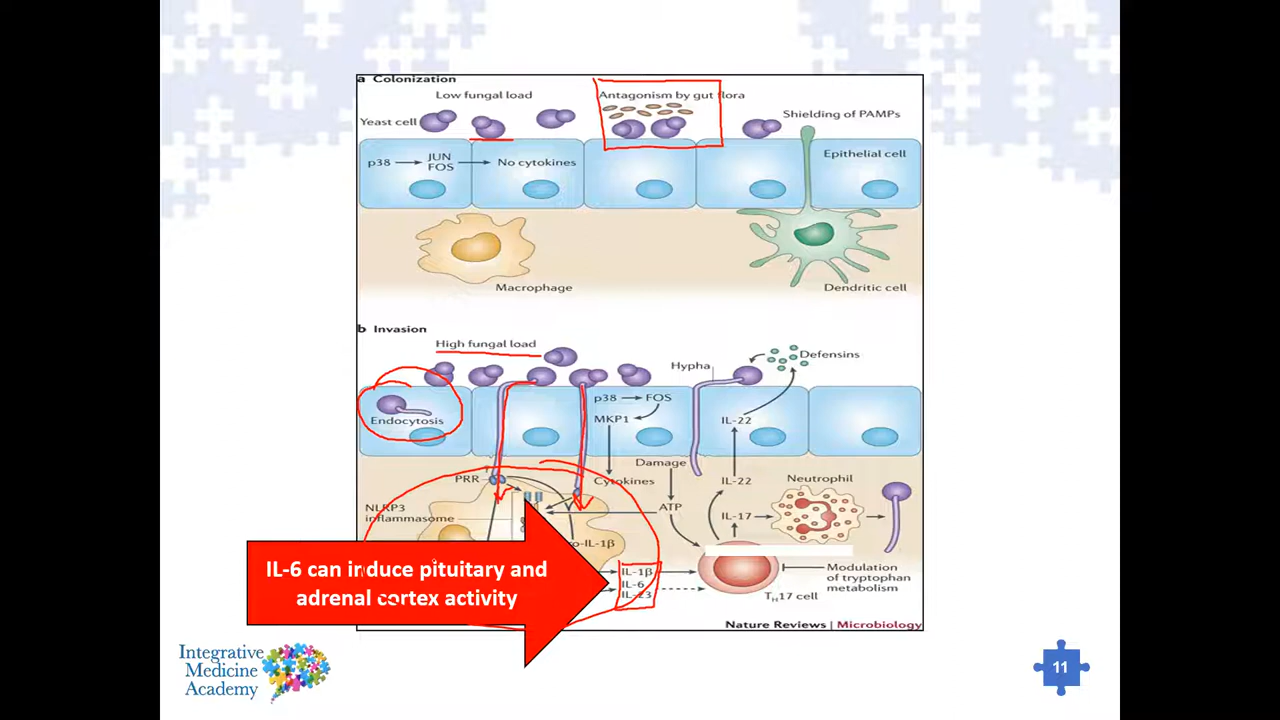 a Colonization
Low fungal load
Antagonism by gut flora
Yeast cell
Shielding of PAMPs
p38
JUN
FOS
No cytokines
Epithelial cell
Macrophage
Dendritic cell
b Invasion
High fungal load
Hypha
Defensins
Endocytosis
p38
FOS
MKP1
IL-22
Damage
PRR
Cytokines
IL-22
Neutrophil
NLRP3
inflammasome
ATP
IL-17
IL-1β
IL-6
IL-23
TH17 cell
Modulation
of tryptophan
metabolism
IL-6 can induce pituitary and
adrenal cortex activity
Nature Reviews | Microbiology
Integrative
Medicine
Academy
11